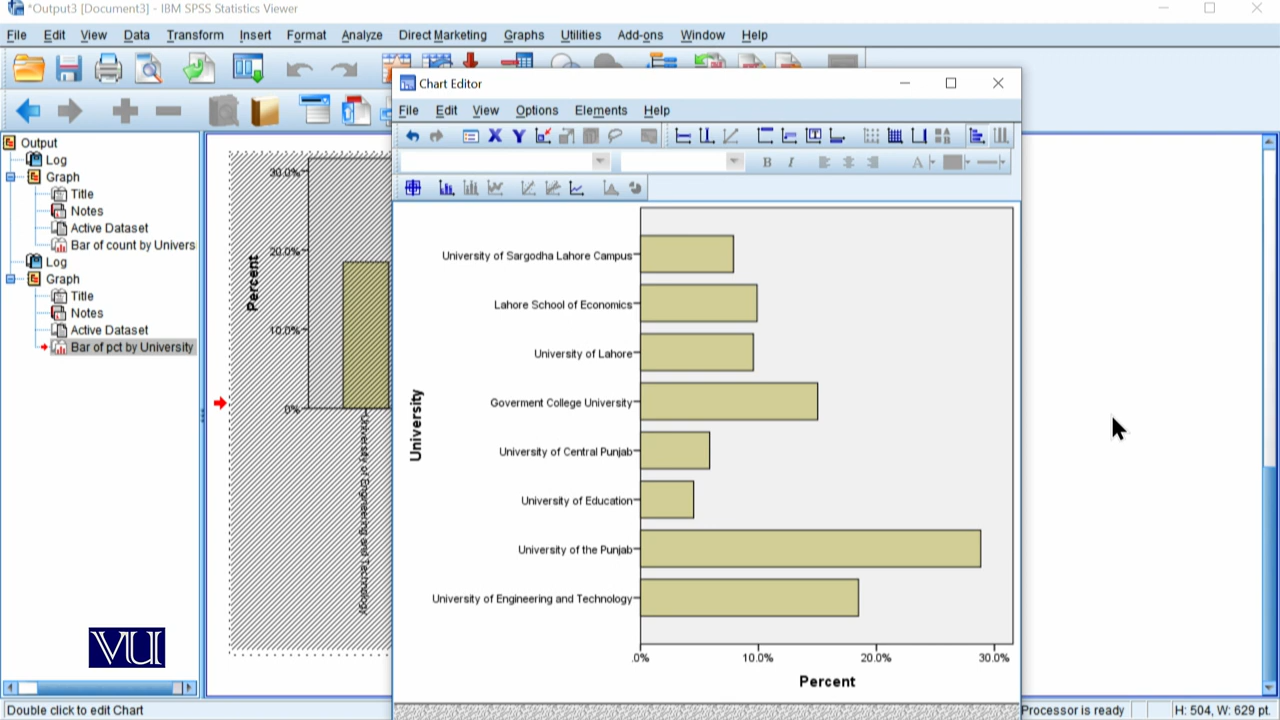 *Output3 [Document3] - IBM SPSS Statistics Viewer
File Edit View Data Transform Insert Format Analyze Direct Marketing Graphs Utilities Add-ons Window Help
Output
Log
Graph
Title
Notes
Active Dataset
Bar of count by Univers
Log
Graph
Title
Notes
Active Dataset
Bar of pct by University
VU
30.0%
20.0%
10.0%
0%
Percent
University of Engineering and Technology
Chart Editor
File Edit View Options Elements Help
B I A
University of Sargodha Lahore Campus
Lahore School of Economics
University of Lahore
Goverment College University
University of Central Punjab
University of Education
University of the Punjab
University of Engineering and Technology
University
.0% 10.0% 20.0% 30.0%
Percent
Double click to edit Chart
Processor is ready
H: 504, W: 629 pt.